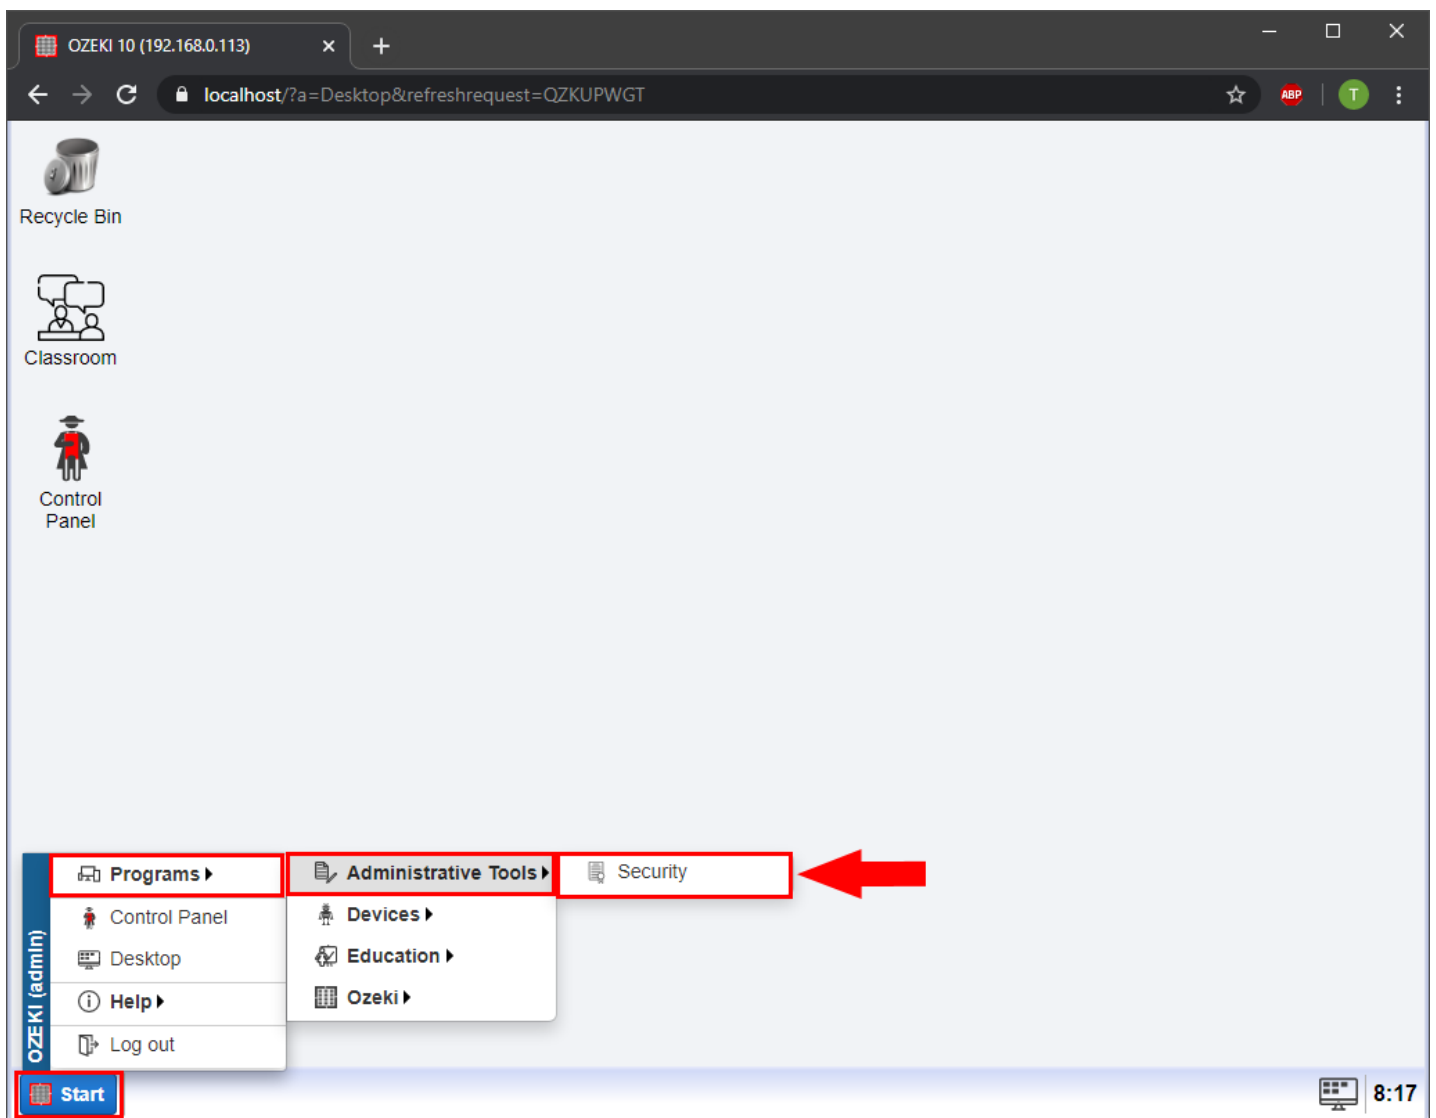 OZEKI 10 (192.168.0.113)
localhost/?a=Desktop&refreshrequest=QZKUPWGT
ABP
T
Recycle Bin
Classroom
Control
Panel
OZEKI (admin)
Programs
Control Panel
Desktop
Help
Log out
Administrative Tools
Devices
Education
Ozeki
Security
Start
8:17